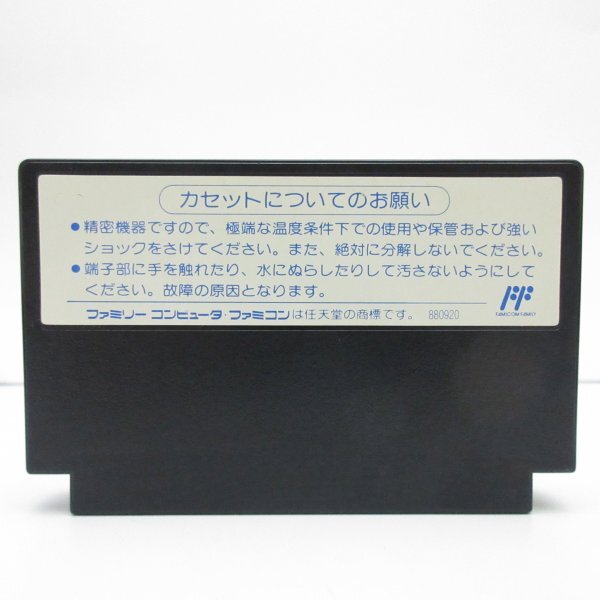 カセットについてのお願い
●精密機器ですので、極端な温度条件下での使用や保管および強い
ショックをさけてください。また、絶対に分解しないでください。
●端子部に手を触れたり、水にぬらしたりして汚さないようにして
ください。故障の原因となります。
FAMICOM FAMILY
ファミリー コンピュータ・ファミコンは任天堂の商標です。 880920